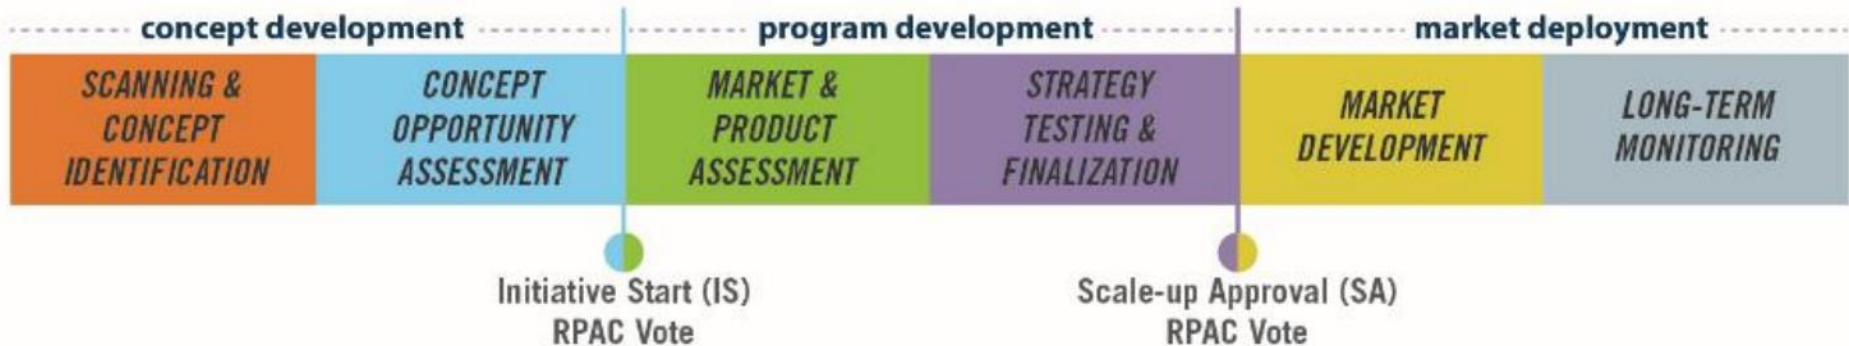 concept development
program development
market deployment
SCANNING &
CONCEPT
IDENTIFICATION
CONCEPT
OPPORTUNITY
ASSESSMENT
MARKET &
PRODUCT
ASSESSMENT
STRATEGY
TESTING &
FINALIZATION
MARKET
DEVELOPMENT
LONG-TERM
MONITORING
Initiative Start (IS)
RPAC Vote
Scale-up Approval (SA)
RPAC Vote